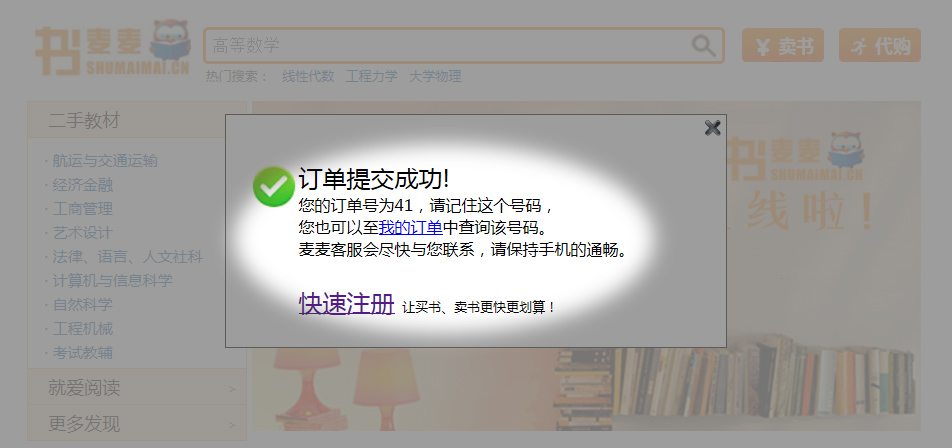 书麦麦
SHUMAIMAI.CN
高等数学
¥ 卖书
代购
热门搜索： 线性代数 工程力学 大学物理
二手教材
· 航运与交通运输
· 经济金融
· 工商管理
· 艺术设计
· 法律、语言、人文社科
· 计算机与信息科学
· 自然科学
· 工程机械
· 考试教辅
就爱阅读 >
更多发现 >
书麦麦
SHUMAIMAI.CN
线啦！
订单提交成功!
您的订单号为41，请记住这个号码，
您也可以至我的订单中查询该号码。
麦麦客服会尽快与您联系，请保持手机的通畅。
快速注册 让买书、卖书更快更划算！